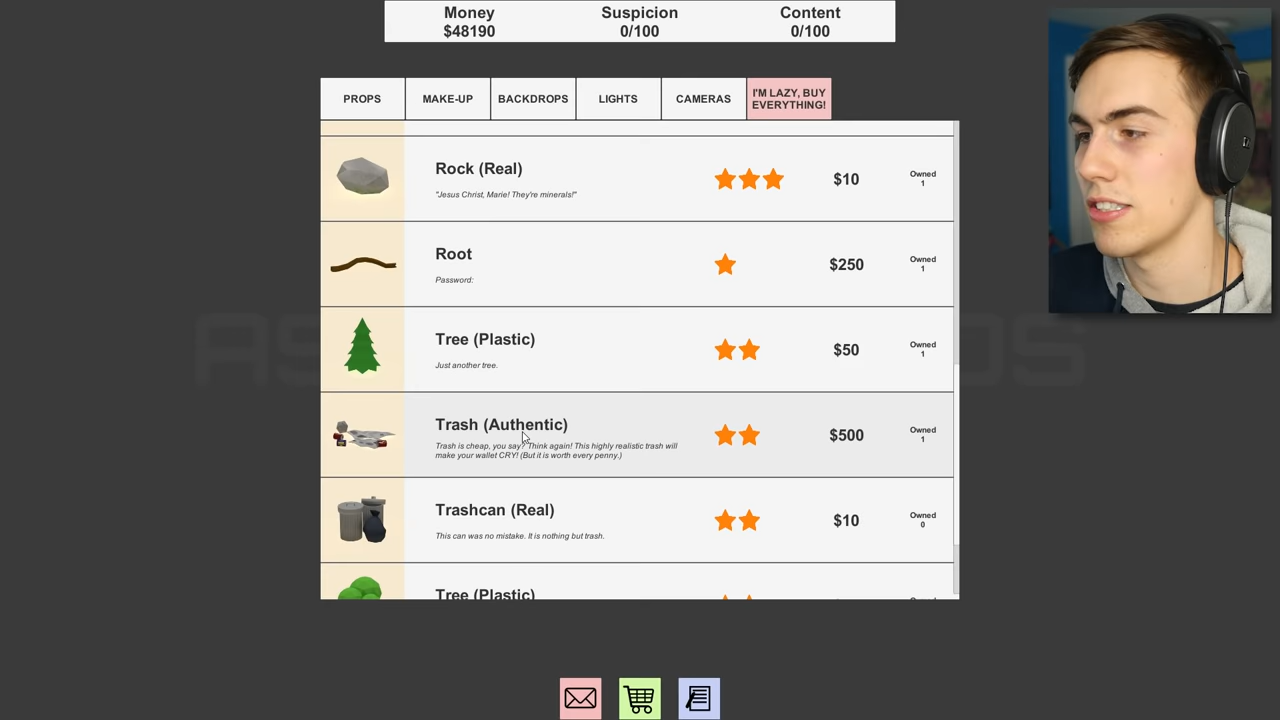 Money
$48190
Suspicion
0/100
Content
0/100
PROPS
MAKE-UP
BACKDROPS
LIGHTS
CAMERAS
I'M LAZY, BUY
EVERYTHING!
Rock (Real)
"Jesus Christ, Marie! They're minerals!"
$10
Owned
1
Root
Password:
$250
Owned
1
Tree (Plastic)
Just another tree.
$50
Owned
1
Trash (Authentic)
Trash is cheap, you say? Think again! This highly realistic trash will
make your wallet CRY! (But it is worth every penny.)
$500
Owned
1
Trashcan (Real)
This can was no mistake. It is nothing but trash.
$10
Owned
0
Tree (Plastic)